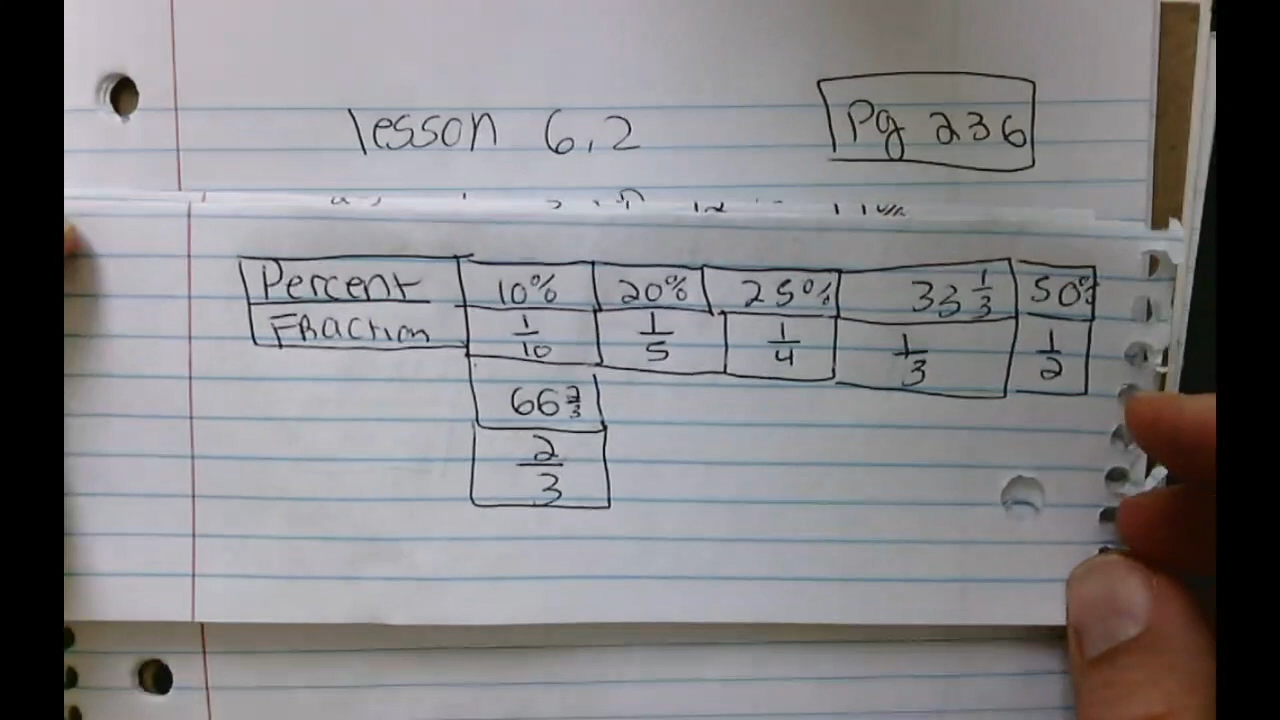 lesson 6.2
Pg 236
Percent 10% 20% 25% 33 1/3 50%
Fraction 1/10 1/5 1/4 1/3 1/2
66 2/3
2/3